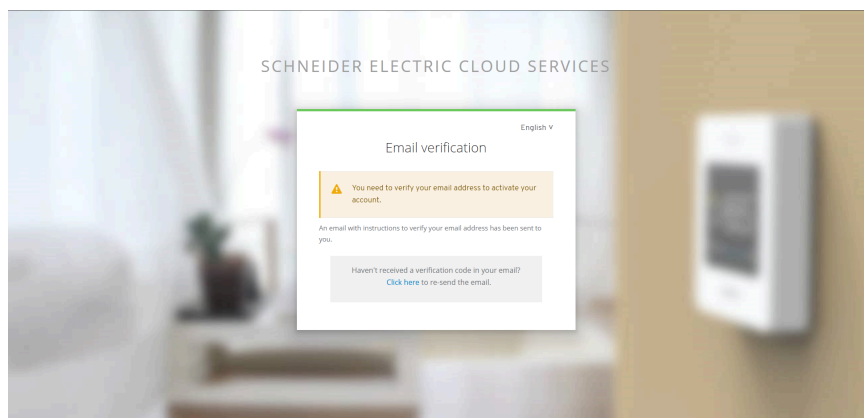 SCHNEIDER ELECTRIC CLOUD SERVICES
English
Email verification
You need to verify your email address to activate your
account.
An email with instructions to verify your email address has been sent to
you.
Haven't received a verification code in your email?
Click here to re-send the email.